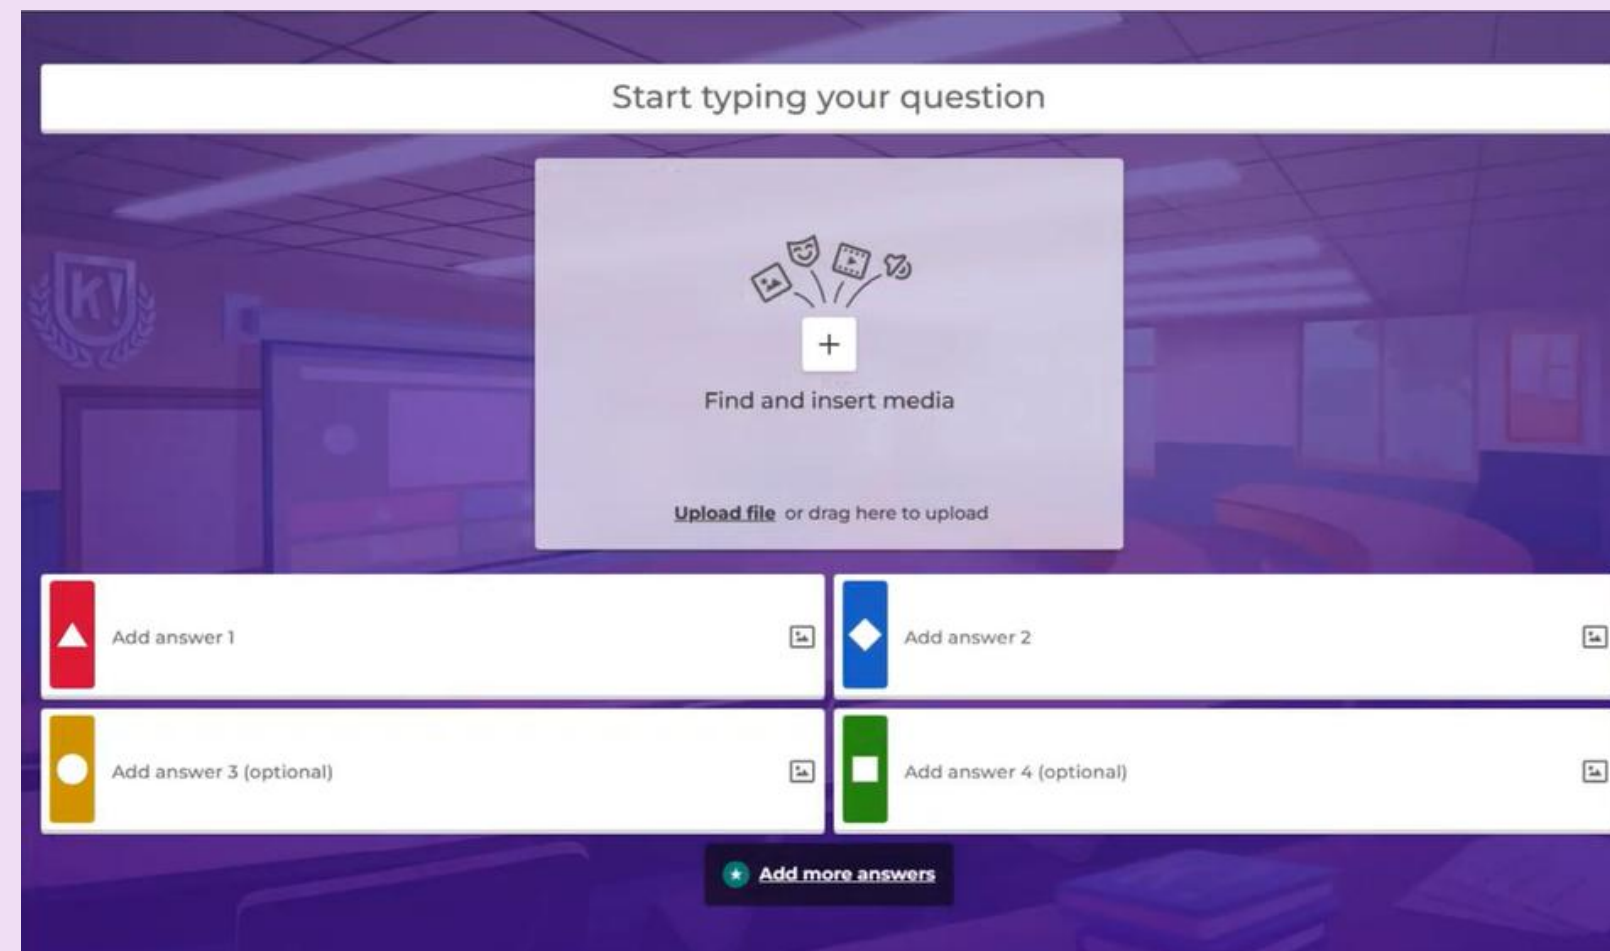 Start typing your question
K!
Find and insert media
Upload file or drag here to upload
Add answer 1
Add answer 2
Add answer 3 (optional)
Add answer 4 (optional)
Add more answers